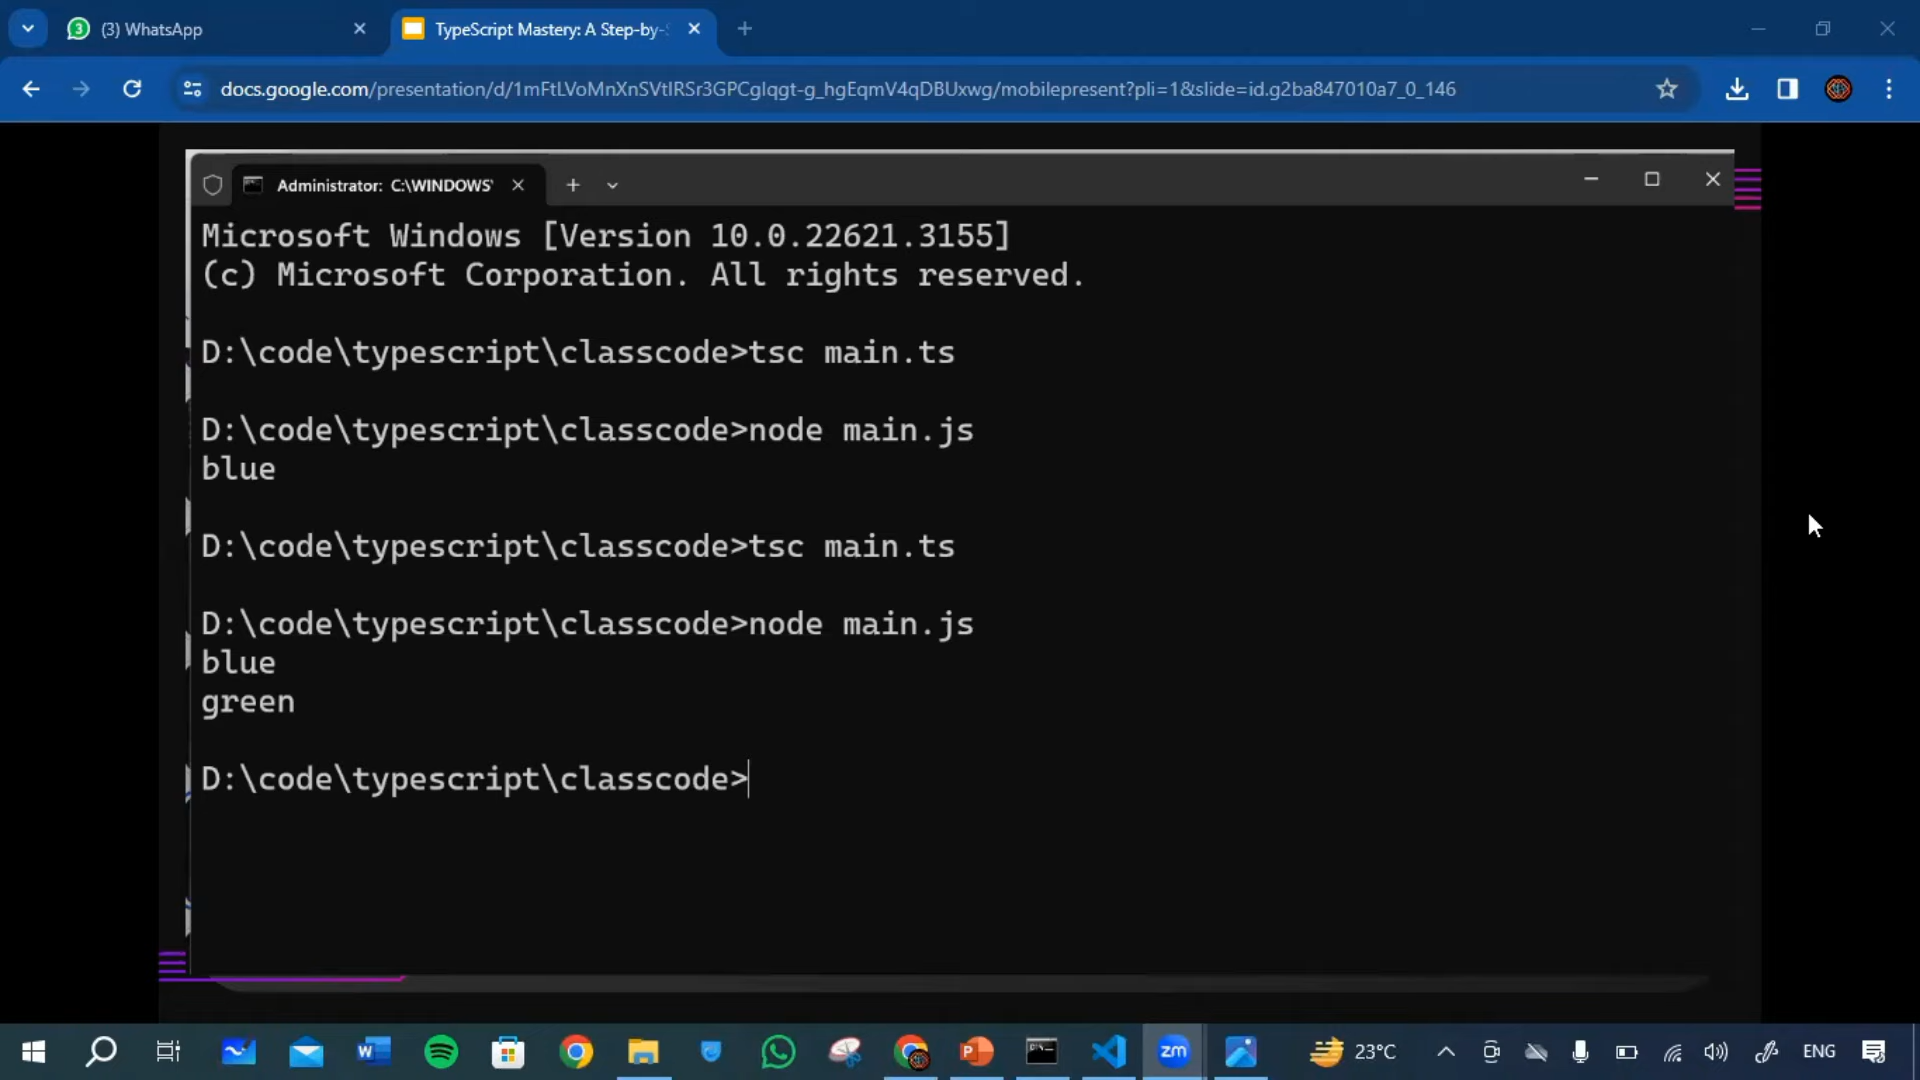 (3) WhatsApp
TypeScript Mastery: A Step-by-
docs.google.com/presentation/d/1mFtLVoMnXnSVtIRSr3GPCgIqgt-g_hgEqmV4qDBUxwg/mobilepresent?pli=1&slide=id.g2ba847010a7_0_146
Administrator: C:\WINDOWS
Microsoft Windows [Version 10.0.22621.3155]
(c) Microsoft Corporation. All rights reserved.
D:\code\typescript\classcode>tsc main.ts
D:\code\typescript\classcode>node main.js
blue
D:\code\typescript\classcode>tsc main.ts
D:\code\typescript\classcode>node main.js
blue
green
D:\code\typescript\classcode>
zm
23°C
ENG